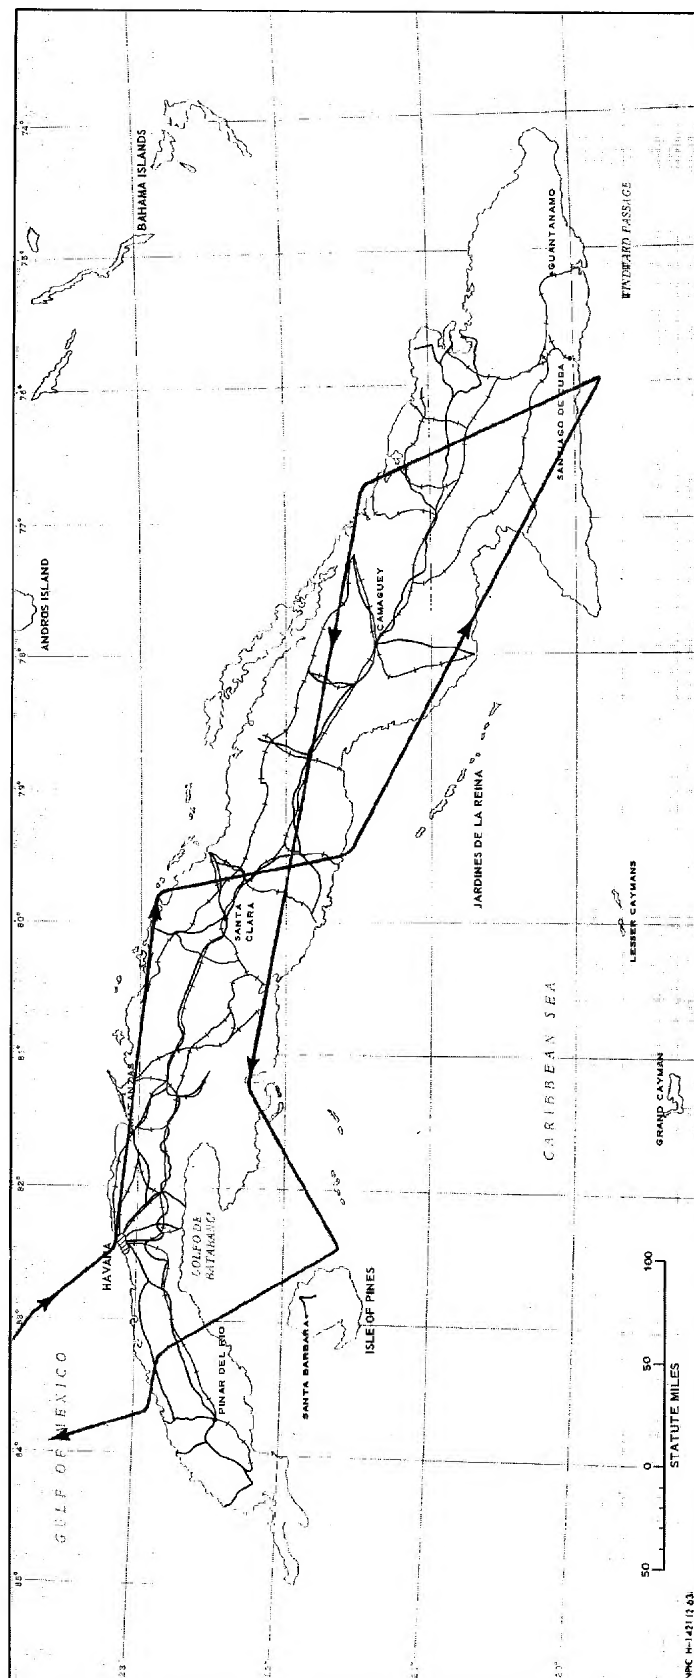 GULF OF MEXICO
HAVANA
MATANZAS
GOLFO DE
BATABANO
PINAR DEL RIO
SANTA BARBARA
ISLE OF PINES
SANTA
CLARA
CAMAGUEY
SANTIAGO DE CUBA
GUANTANAMO
WINDWARD PASSAGE
BAHAMA ISLANDS
ANDROS ISLAND
JARDINES DE LA REINA
LESSER CAYMANS
GRAND CAYMAN
CARIBBEAN SEA
85°
84°
83°
82°
81°
80°
79°
78°
77°
76°
75°
74°
50 0 50 100
STATUTE MILES